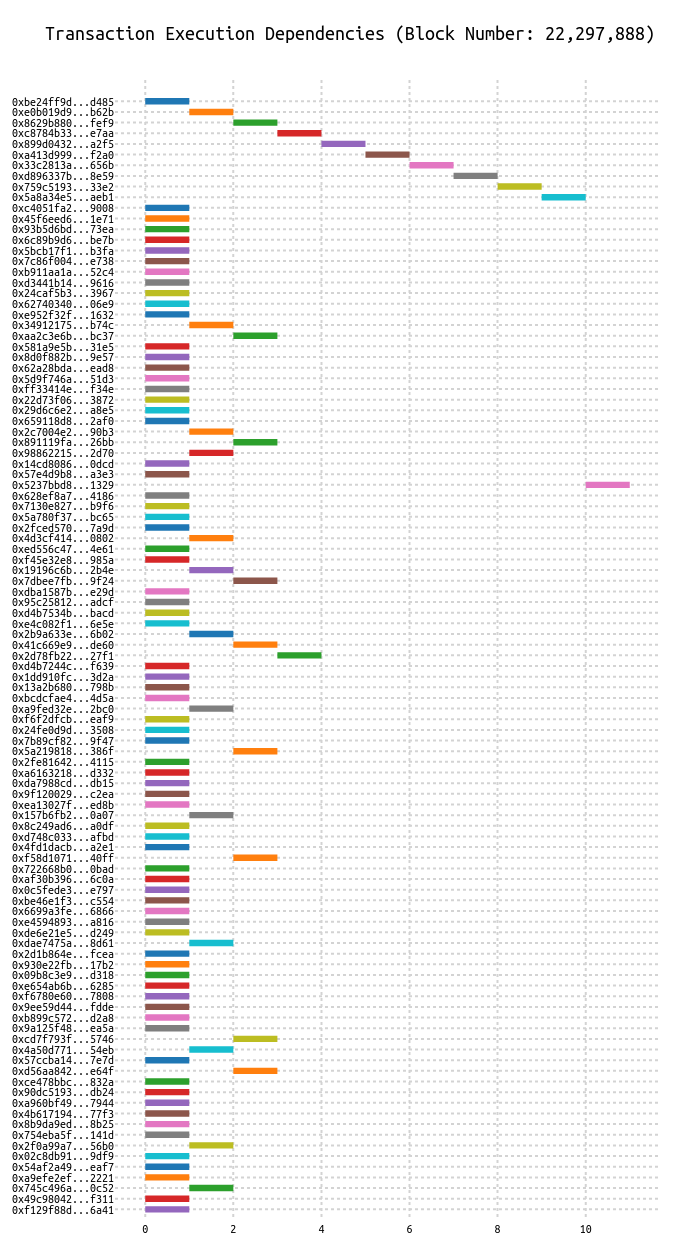 Transaction Execution Dependencies (Block Number: 22,297,888)
0xbe24ff9d...d485
0xe0b019d9...b62b
0x8629b880...fef9
0xc8784b33...e7aa
0x899d0432...a2f5
0xa413d999...f2a0
0x33c2813a...656b
0xd896337b...8e59
0x759c5193...33e2
0x5a8a34e5...aeb1
0xc4051fa2...9008
0x45f6eed6...1e71
0x93b5d6bd...73ea
0x6c89b9d6...be7b
0x5bcb17f1...b3fa
0x7c86f004...e738
0xb911aa1a...52c4
0xd3441b14...9616
0x24caf5b3...3967
0x62740340...06e9
0xe952f32f...1632
0x34912175...b74c
0xaa2c3e6b...bc37
0x581a9e5b...31e5
0x8d0f882b...9e57
0x62a28bda...ead8
0x5d9f746a...51d3
0xff33414e...f34e
0x22d73f06...3872
0x29d6c6e2...a8e5
0x659118d8...2af0
0x2c7004e2...90b3
0x891119fa...26bb
0x98862215...2d70
0x14cd8086...0dcd
0x57e4d9b8...a3e3
0x5237bbd8...1329
0x628ef8a7...4186
0x7130e827...b9f6
0x5a780f37...bc65
0x2fced570...7a9d
0x4d3cf414...0802
0xed556c47...4e61
0xf45e32e8...985a
0x19196c6b...2b4e
0x7dbee7fb...9f24
0xdba1587b...e29d
0x95c25812...adcf
0xd4b7534b...bacd
0xe4c082f1...6e5e
0x2b9a633e...6b02
0x41c669e9...de60
0x2d78fb22...27f1
0xd4b7244c...f639
0x1dd910fc...3d2a
0x13a2b680...798b
0xbcdcfae4...4d5a
0xa9fed32e...2bc0
0xf6f2dfcb...eaf9
0x24fe0d9d...3508
0x7b89cf82...9f47
0x5a219818...386f
0x2fe81642...4115
0xa6163218...d332
0xda7988cd...db15
0x9f120029...c2ea
0xea13027f...ed8b
0x157b6fb2...0a07
0x8c249ad6...a0df
0xd748c033...afbd
0x4fd1dacb...a2e1
0xf58d1071...40ff
0x722668b0...0bad
0xaf30b396...6c0a
0x0c5fede3...e797
0xbe46e1f3...c554
0x6699a3fe...6866
0xe4594893...a816
0xde6e21e5...d249
0xdae7475a...8d61
0x2d1b864e...fcea
0x930e22fb...17b2
0x09b8c3e9...d318
0xe654ab6b...6285
0xf6780e60...7808
0x9ee59d44...fdde
0xb899c572...d2a8
0x9a125f48...ea5a
0xcd7f793f...5746
0x4a50d771...54eb
0x57ccba14...7e7d
0xd56aa842...e64f
0xce478bbc...832a
0x90dc5193...db24
0xa960bf49...7944
0x4b617194...77f3
0x8b9da9ed...8b25
0x754eba5f...141d
0x2f0a99a7...56b0
0x02c8db91...9df9
0x54af2a49...eaf7
0xa9efe2ef...2221
0x745c496a...0c52
0x49c98042...f311
0xf129f88d...6a41
0 2 4 6 8 10